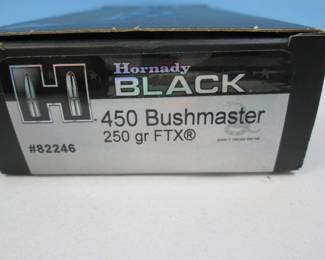 Hornady
BLACK
H
450 Bushmaster
250 gr FTX®
#82246